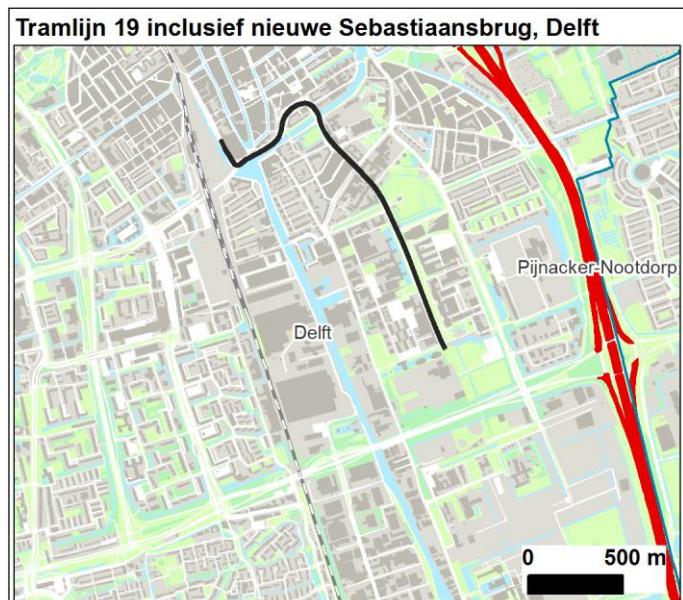 Tramlijn 19 inclusief nieuwe Sebastiaansbrug, Delft
Pijnacker-Nootdorp
Delft
0 500 m